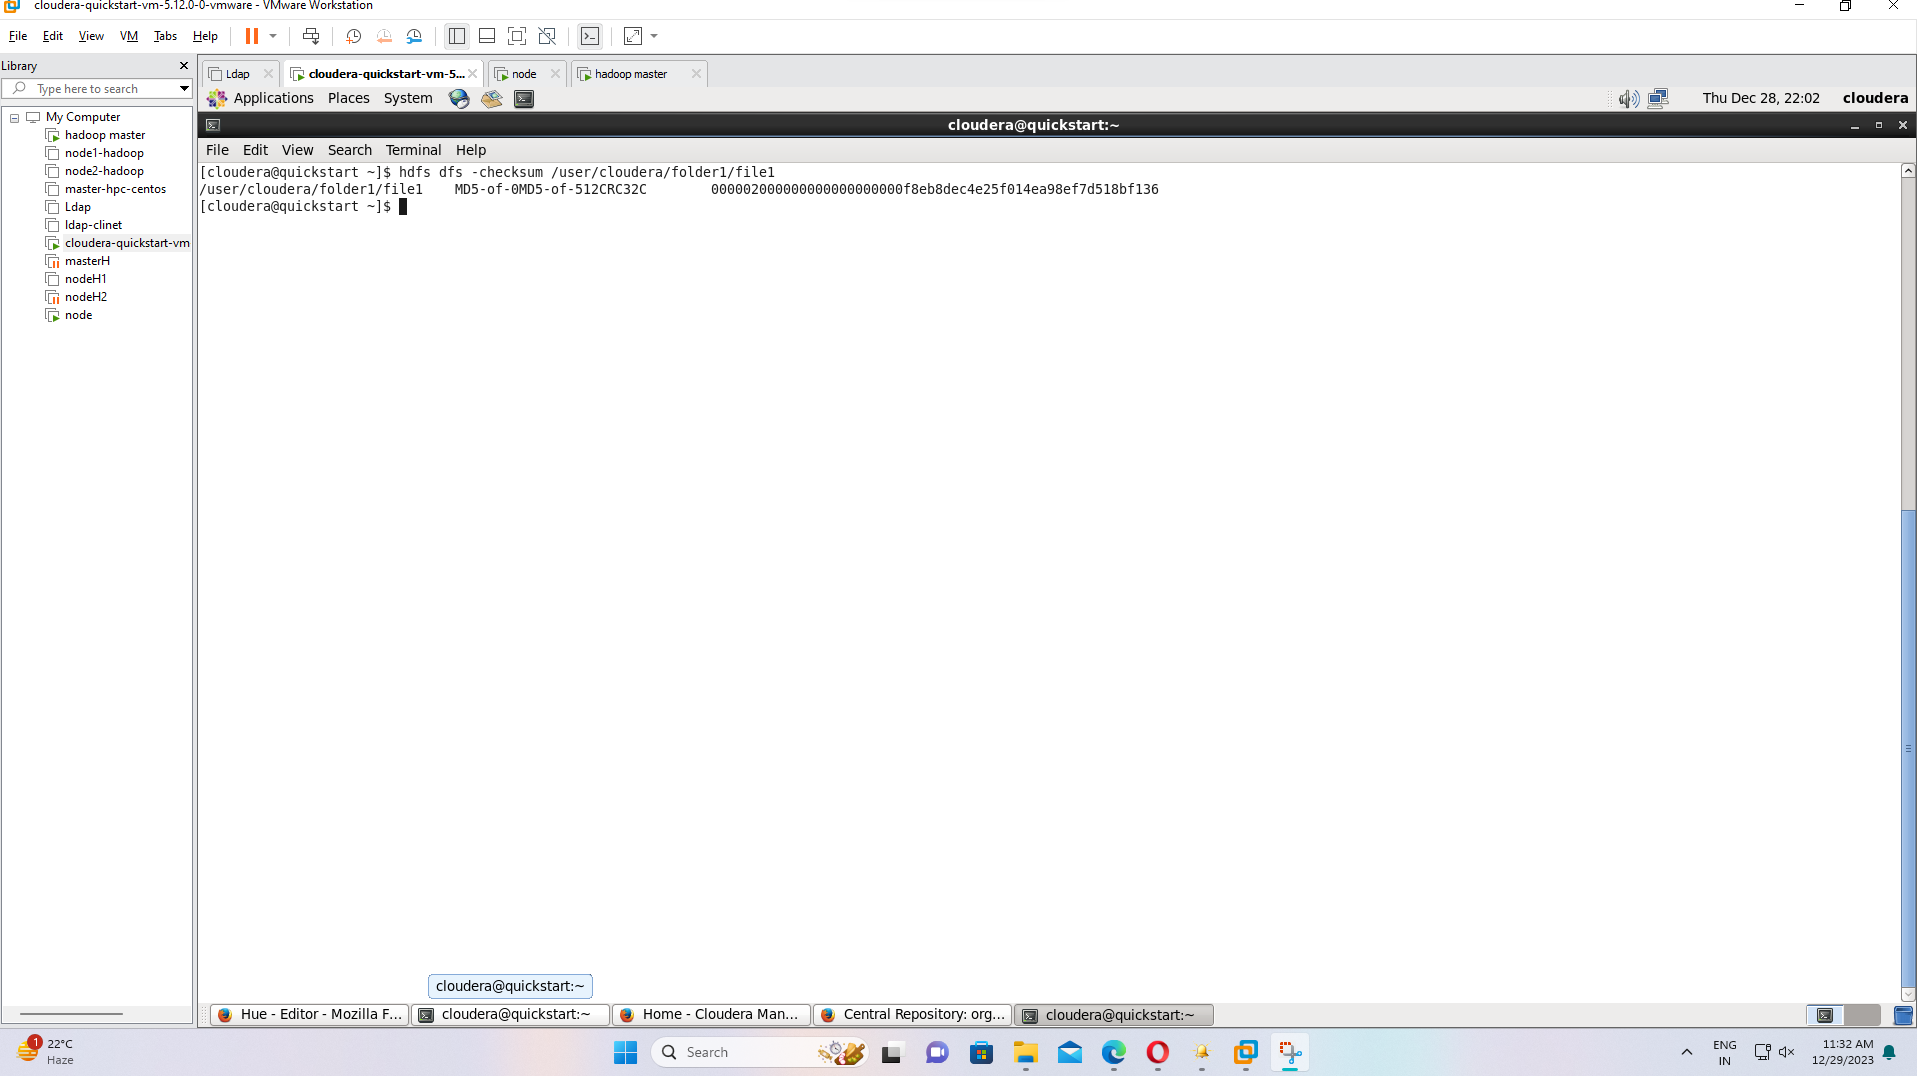 cloudera-quickstart-vm-5.12.0-0-vmware - VMware Workstation
File Edit View VM Tabs Help
Library
Type here to search
My Computer
hadoop master
node1-hadoop
node2-hadoop
master-hpc-centos
Ldap
ldap-clinet
cloudera-quickstart-vm
masterH
nodeH1
nodeH2
node
Ldap cloudera-quickstart-vm-5... node hadoop master
Applications Places System Thu Dec 28, 22:02 cloudera
cloudera@quickstart:~
File Edit View Search Terminal Help
[cloudera@quickstart ~]$ hdfs dfs -checksum /user/cloudera/folder1/file1
/user/cloudera/folder1/file1 MD5-of-0MD5-of-512CRC32C 000002000000000000000000f8eb8dec4e25f014ea98ef7d518bf136
[cloudera@quickstart ~]$
cloudera@quickstart:~
Hue - Editor - Mozilla F... cloudera@quickstart:~ Home - Cloudera Man... Central Repository: org... cloudera@quickstart:~
1
22°C
Haze
Search
ENG
IN
11:32 AM
12/29/2023